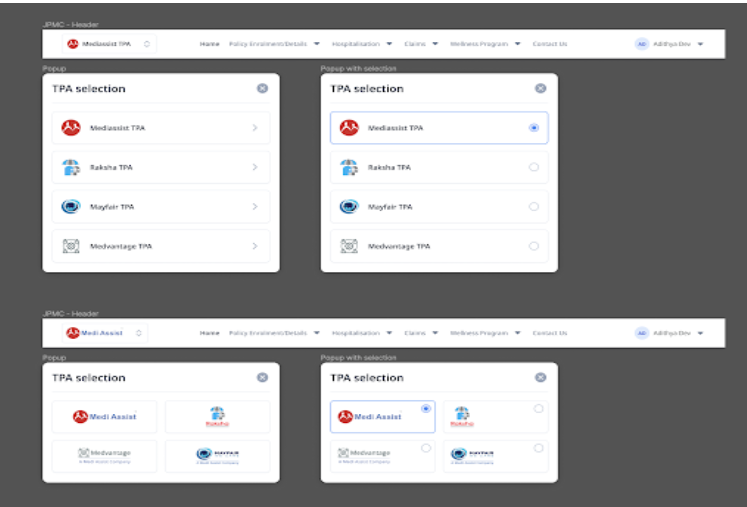 JPMC - Header
Mediassist TPA
Home Policy Enrolment/Details Hospitalisation Claims Wellness Program Contact Us
AD Adithya Dev
Popup
TPA selection
Mediassist TPA
Raksha TPA
Mayfair TPA
Medvantage TPA
Popup with selection
TPA selection
Mediassist TPA
Raksha TPA
Mayfair TPA
Medvantage TPA
JPMC - Header
Medi Assist
Home Policy Enrolment/Details Hospitalisation Claims Wellness Program Contact Us
AD Adithya Dev
Popup
TPA selection
Medi Assist
Raksha
Medvantage
A Medi Assist Company
MAYFAIR
A Medi Assist Company
Popup with selection
TPA selection
Medi Assist
Raksha
Medvantage
A Medi Assist Company
MAYFAIR
A Medi Assist Company